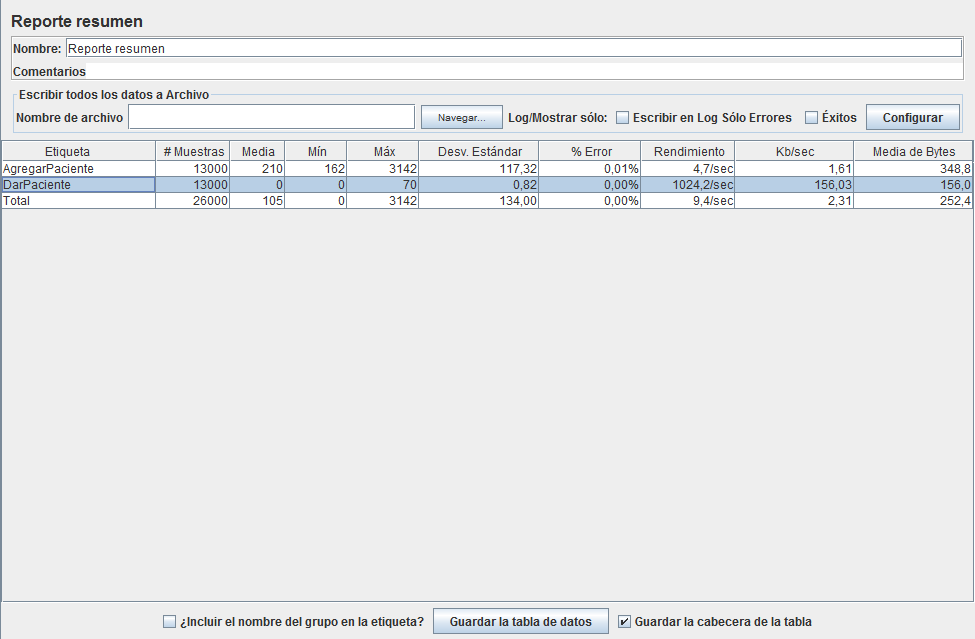 Reporte resumen
Nombre: Reporte resumen
Comentarios
Escribir todos los datos a Archivo
Nombre de archivo Navegar... Log/Mostrar sólo: Escribir en Log Sólo Errores Éxitos Configurar
Etiqueta # Muestras Media Mín Máx Desv. Estándar % Error Rendimiento Kb/sec Media de Bytes
AgregarPaciente 13000 210 162 3142 117,32 0,01% 4,7/sec 1,61 348,8
DarPaciente 13000 0 0 70 0,82 0,00% 1024,2/sec 156,03 156,0
Total 26000 105 0 3142 134,00 0,00% 9,4/sec 2,31 252,4
¿Incluir el nombre del grupo en la etiqueta? Guardar la tabla de datos Guardar la cabecera de la tabla